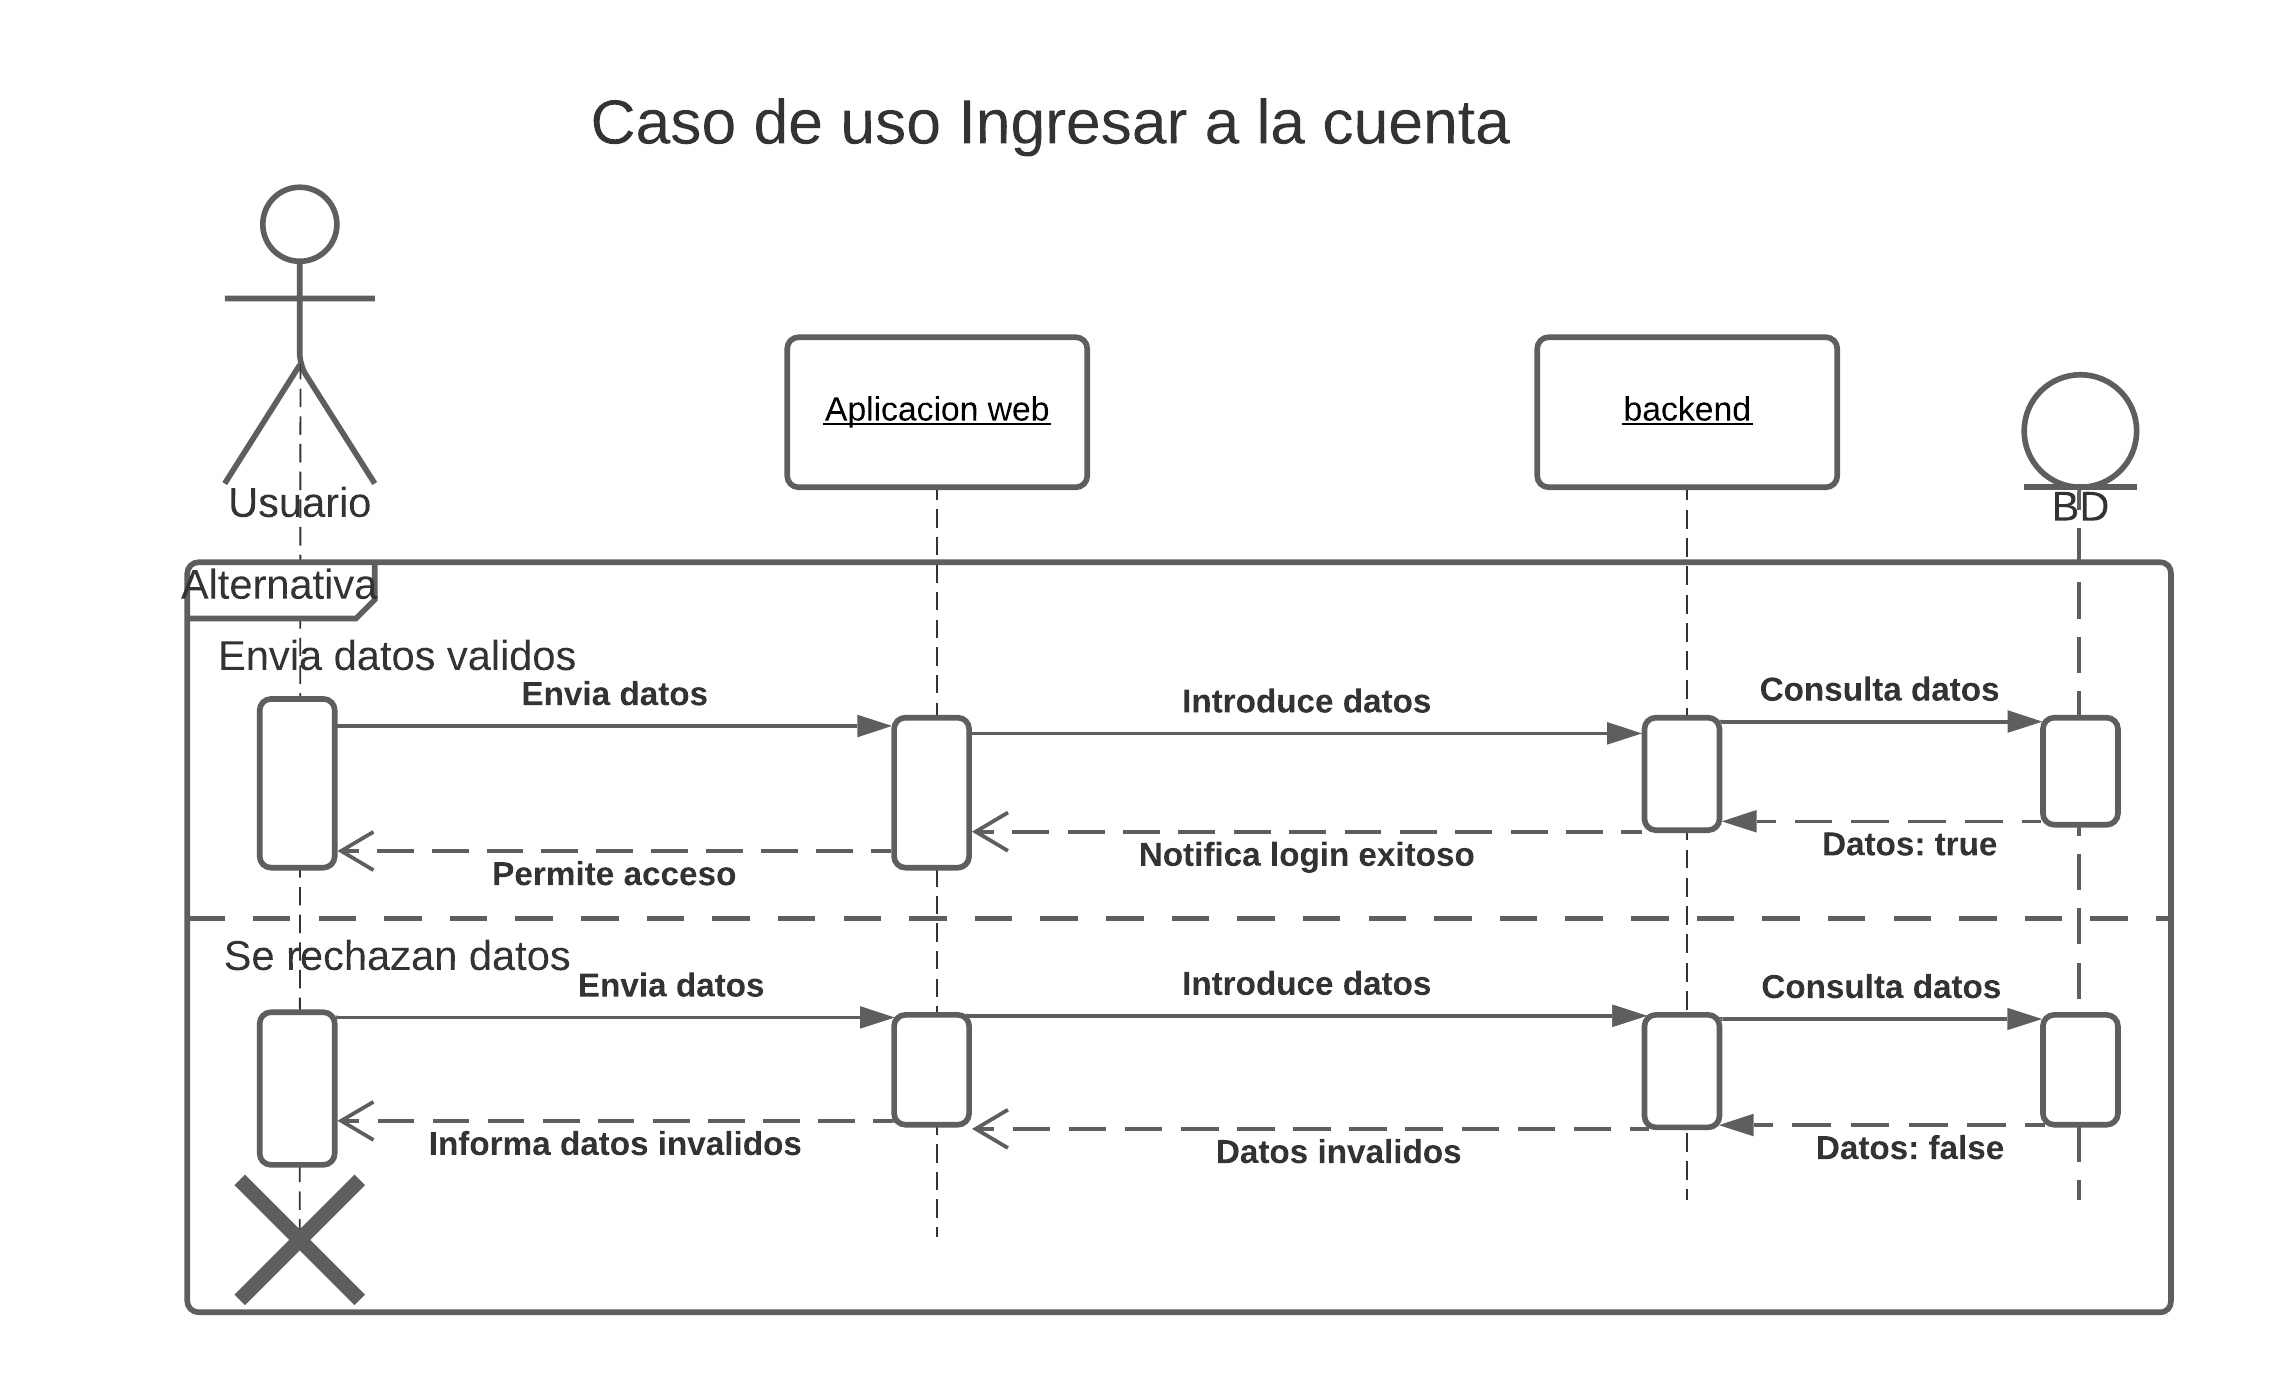 Caso de uso Ingresar a la cuenta
Usuario
Aplicacion web
backend
BD
Alternativa
Envia datos validos
Envia datos
Introduce datos
Consulta datos
Datos: true
Notifica login exitoso
Permite acceso
Se rechazan datos
Envia datos
Introduce datos
Consulta datos
Informa datos invalidos
Datos invalidos
Datos: false